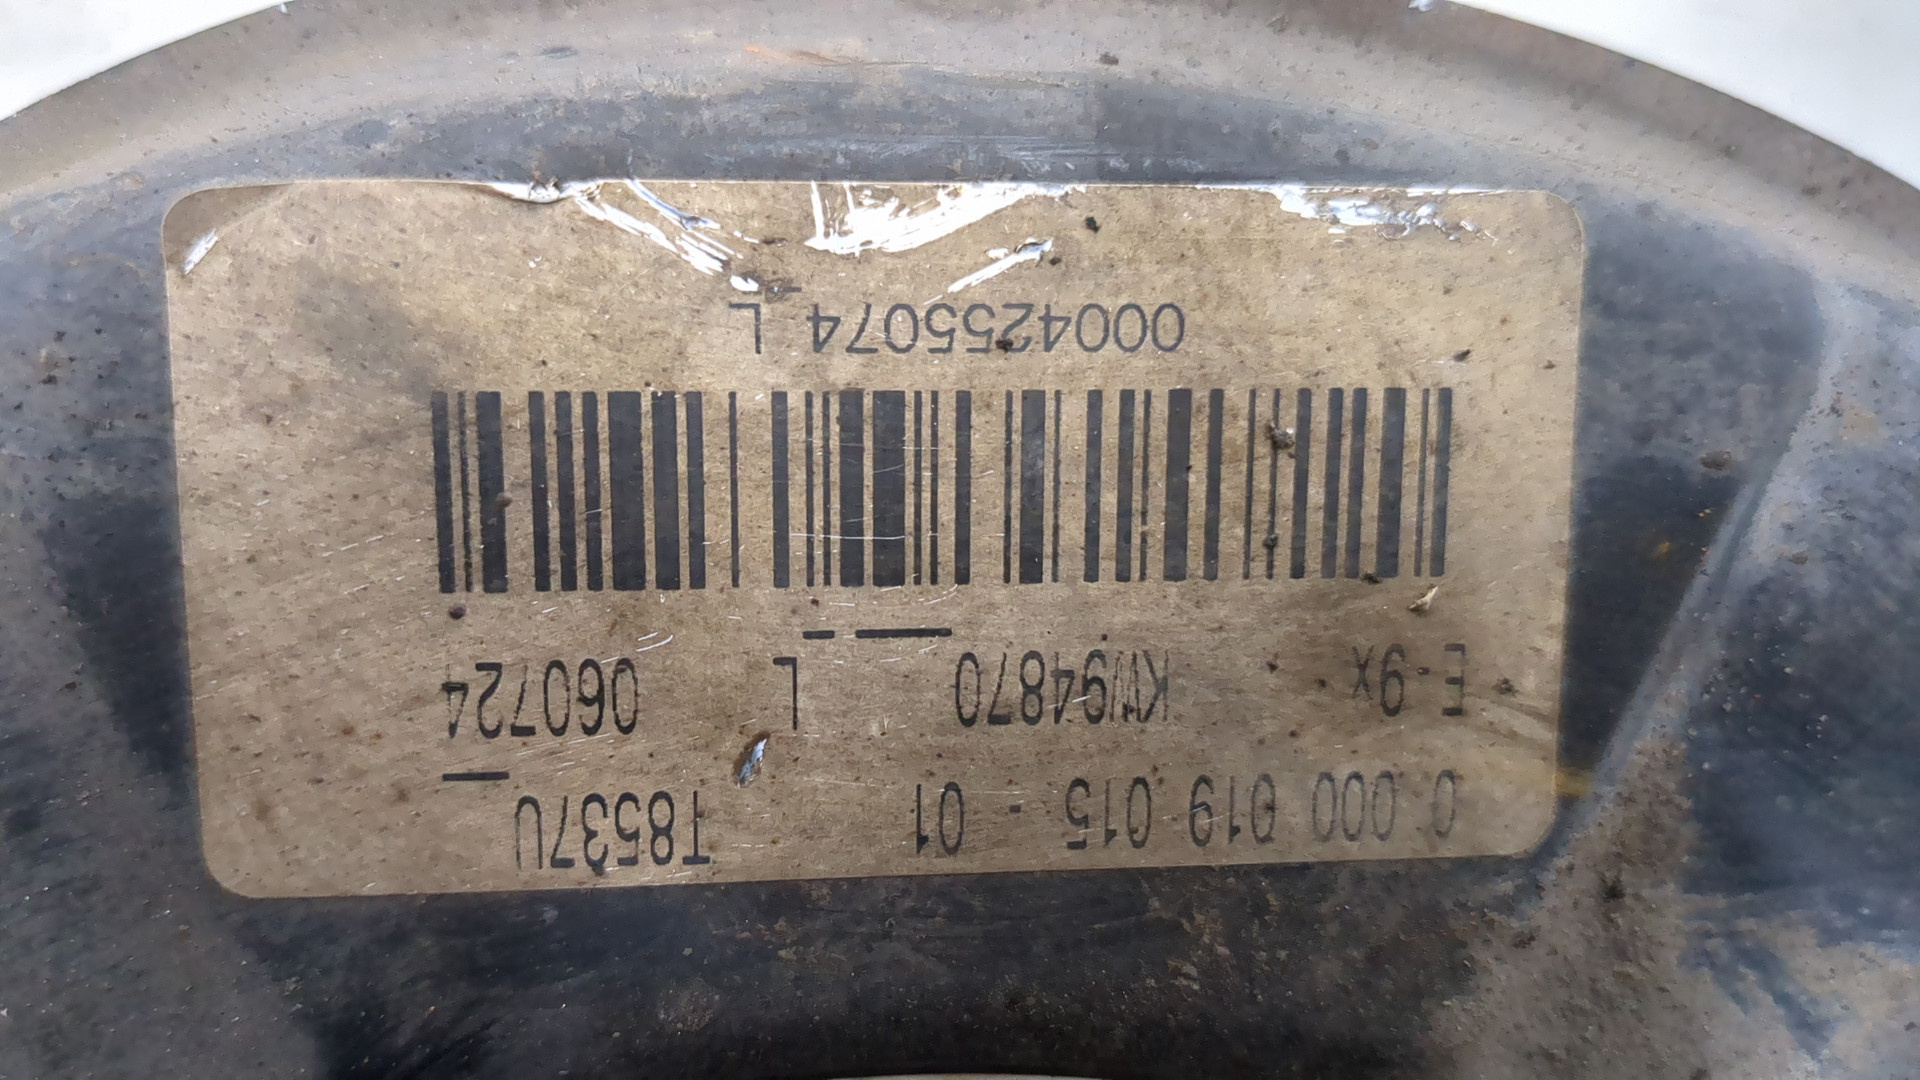 0 000 019 015 - 01 T8537U
E-9x KW94870 L 060724
0004255074 L